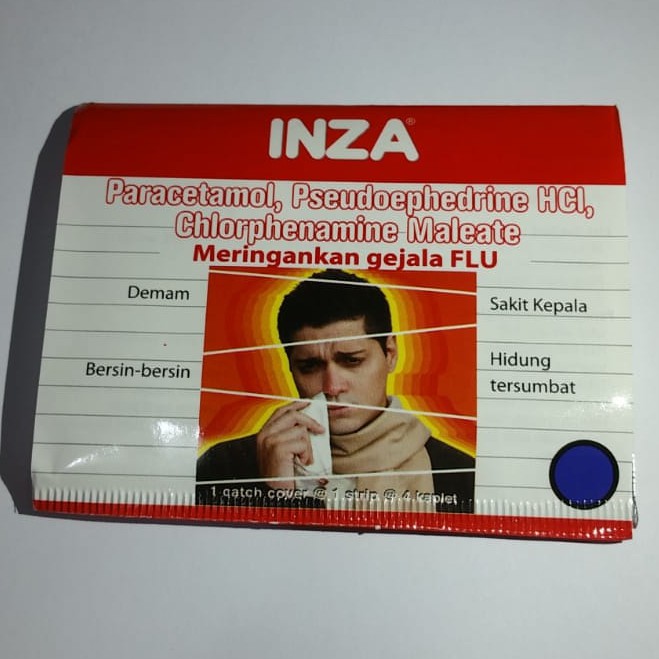 INZA®
Paracetamol, Pseudoephedrine HCl,
Chlorphenamine Maleate
Meringankan gejala FLU
Demam
Sakit Kepala
Bersin-bersin
Hidung
tersumbat
1 qatch cover @ 1 strip @ 4 kaplet